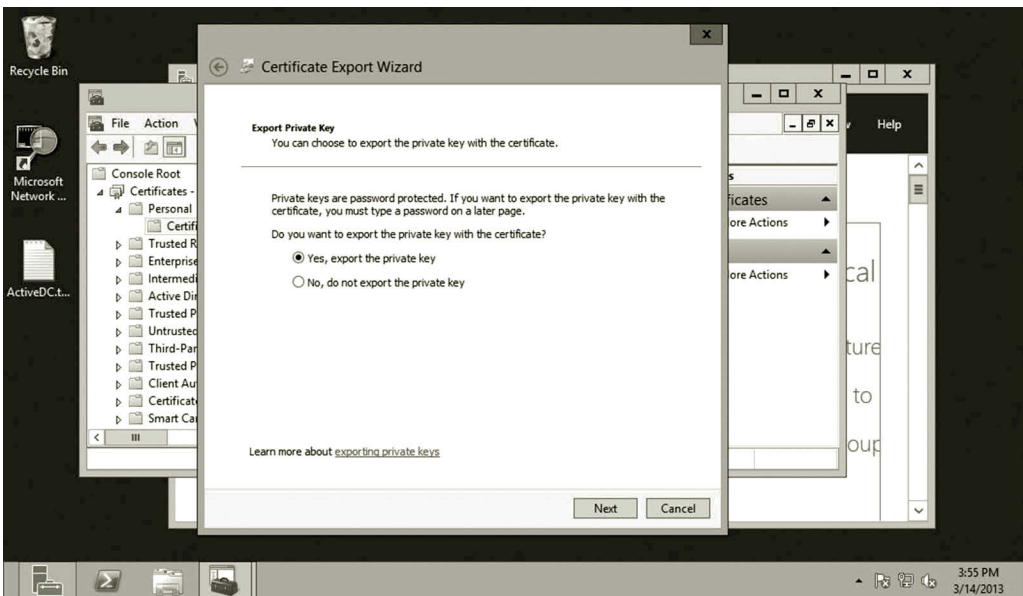 Recycle Bin
Microsoft
Network ...
ActiveDC.t...
File Action
Console Root
Certificates -
Personal
Certifi
Trusted R
Enterprise
Intermedi
Active Dir
Trusted P
Untrusted
Third-Par
Trusted P
Client Au
Certificat
Smart Car
Certificate Export Wizard
Export Private Key
You can choose to export the private key with the certificate.
Private keys are password protected. If you want to export the private key with the
certificate, you must type a password on a later page.
Do you want to export the private key with the certificate?
Yes, export the private key
No, do not export the private key
Learn more about exporting private keys
Next Cancel
Help
s
ificates
ore Actions
ore Actions
cal
ture
to
oup
3:55 PM
3/14/2013